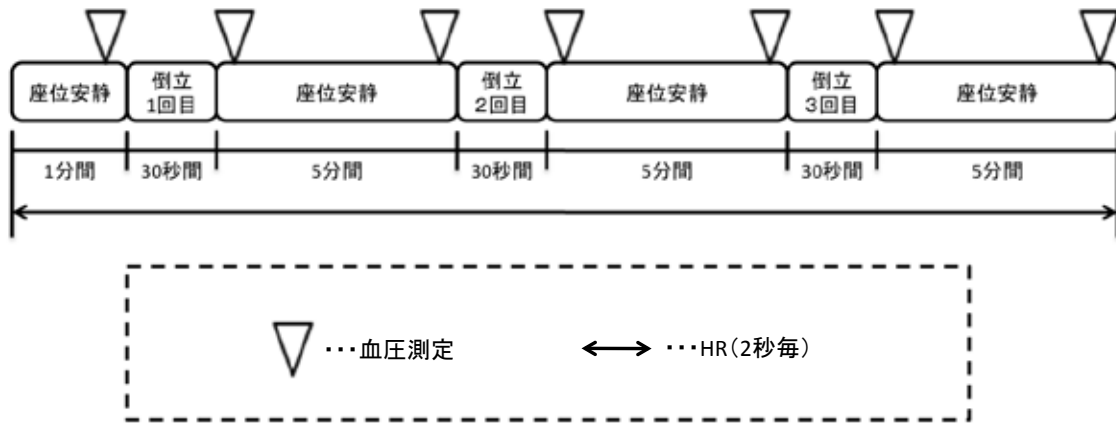 座位安静
倒立
1回目
座位安静
倒立
2回目
座位安静
倒立
3回目
座位安静
1分間
30秒間
5分間
30秒間
5分間
30秒間
5分間
･･･血圧測定
･･･HR(2秒毎)